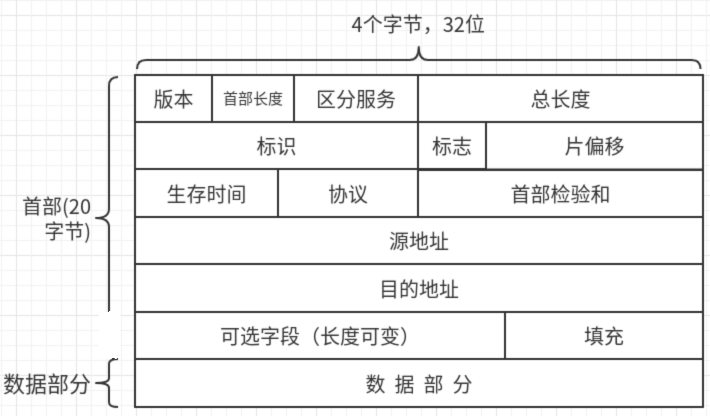 4个字节，32位
版本 首部长度 区分服务 总长度
标识 标志 片偏移
生存时间 协议 首部检验和
首部(20
字节)
源地址
目的地址
可选字段（长度可变） 填充
数据部分 数 据 部 分